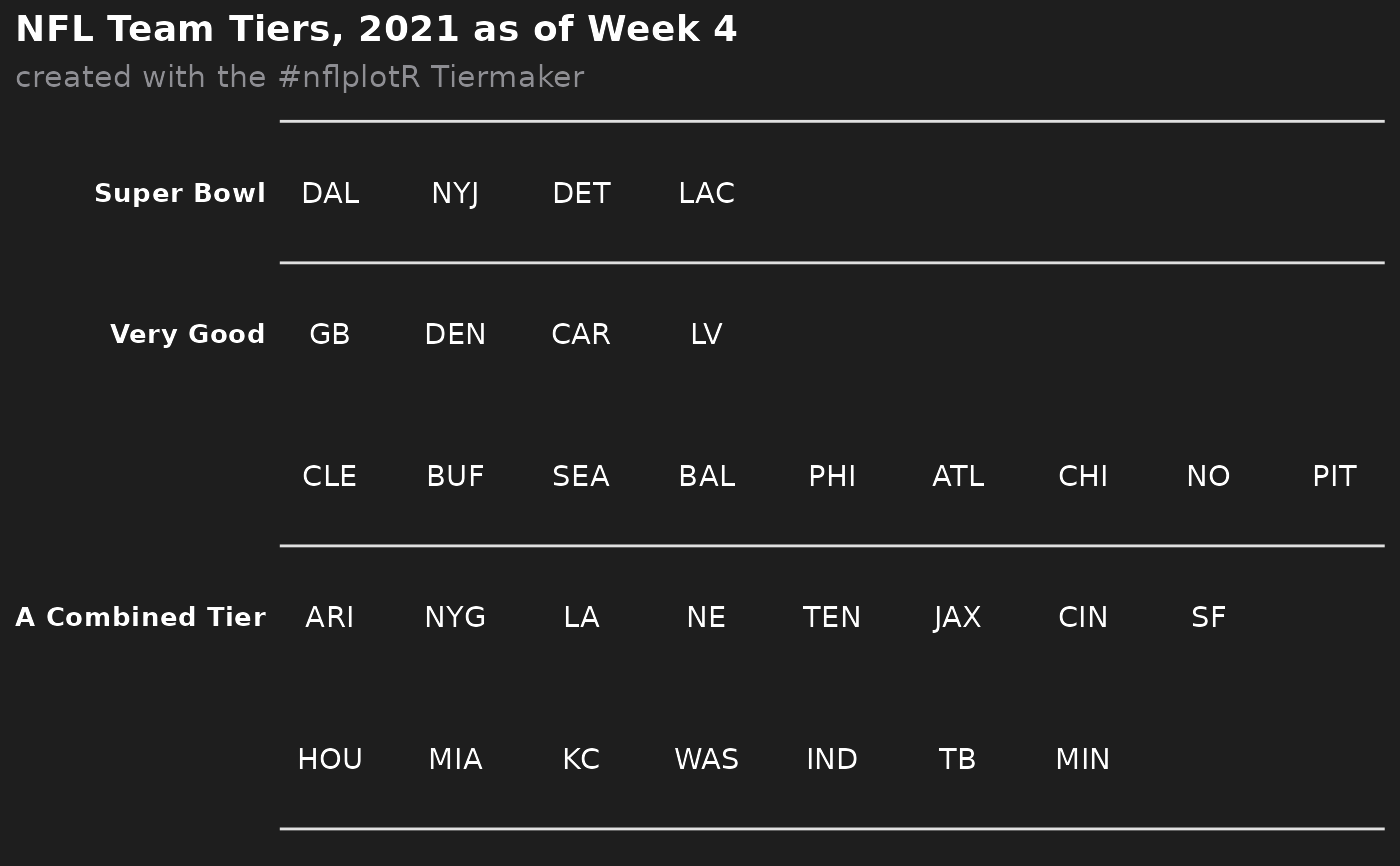 NFL Team Tiers, 2021 as of Week 4
created with the #nflplotR Tiermaker
Super Bowl DAL NYJ DET LAC
Very Good GB DEN CAR LV
CLE BUF SEA BAL PHI ATL CHI NO PIT
A Combined Tier ARI NYG LA NE TEN JAX CIN SF
HOU MIA KC WAS IND TB MIN